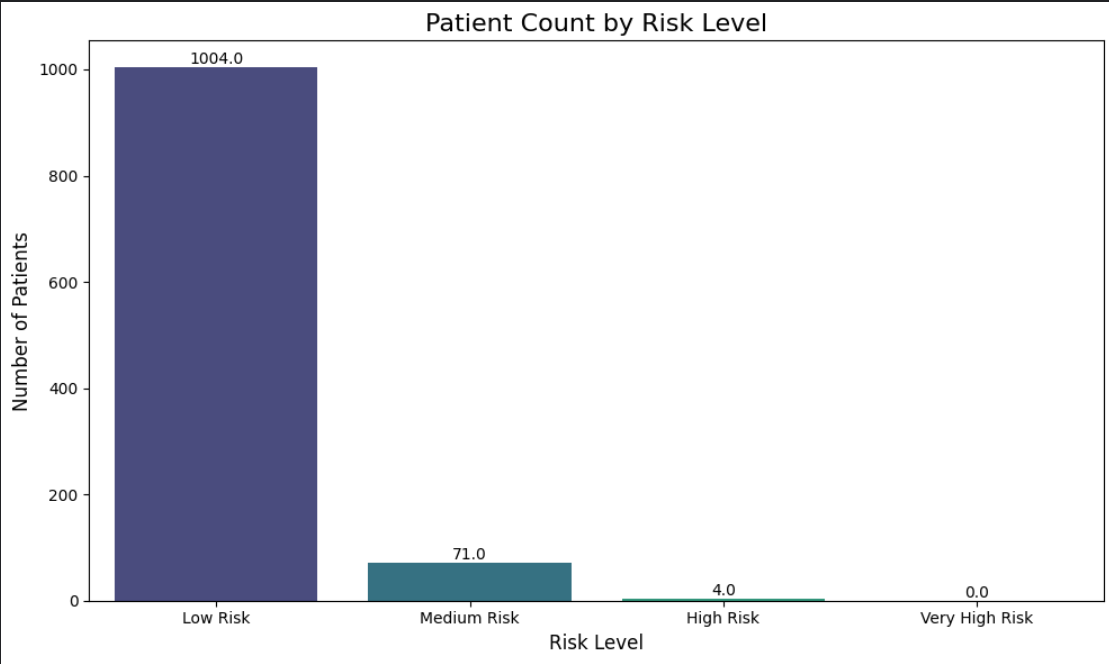 Patient Count by Risk Level
1004.0
1000
800
600
400
200
0
71.0
4.0
0.0
Low Risk
Medium Risk
High Risk
Very High Risk
Risk Level
Number of Patients